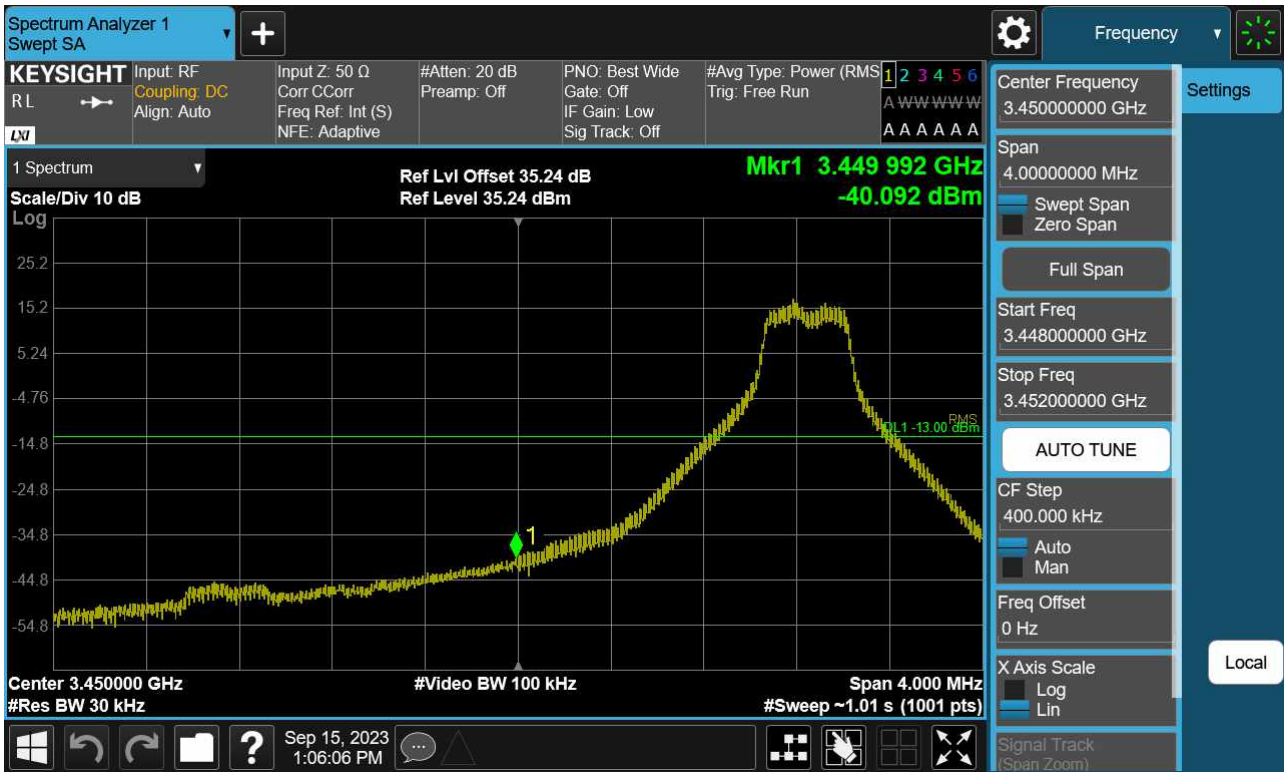 Spectrum Analyzer 1
Swept SA
Frequency
KEYSIGHT
R L
LXI
Input: RF
Coupling: DC
Align: Auto
Input Z: 50 Ω
Corr CCorr
Freq Ref: Int (S)
NFE: Adaptive
#Atten: 20 dB
Preamp: Off
PNO: Best Wide
Gate: Off
IF Gain: Low
Sig Track: Off
#Avg Type: Power (RMS
Trig: Free Run
1 2 3 4 5 6
A W W W W W
A A A A A A
1 Spectrum
Scale/Div 10 dB
Log
Ref Lvl Offset 35.24 dB
Ref Level 35.24 dBm
Mkr1 3.449 992 GHz
-40.092 dBm
25.2
15.2
5.24
-4.76
-14.8
-24.8
-34.8
-44.8
-54.8
RMS
DL1 -13.00 dBm
1
Center 3.450000 GHz
#Res BW 30 kHz
#Video BW 100 kHz
Span 4.000 MHz
#Sweep ~1.01 s (1001 pts)
Center Frequency
3.450000000 GHz
Span
4.00000000 MHz
Swept Span
Zero Span
Full Span
Start Freq
3.448000000 GHz
Stop Freq
3.452000000 GHz
AUTO TUNE
CF Step
400.000 kHz
Auto
Man
Freq Offset
0 Hz
X Axis Scale
Log
Lin
Signal Track
(Span Zoom)
Settings
Local
?
Sep 15, 2023
1:06:06 PM